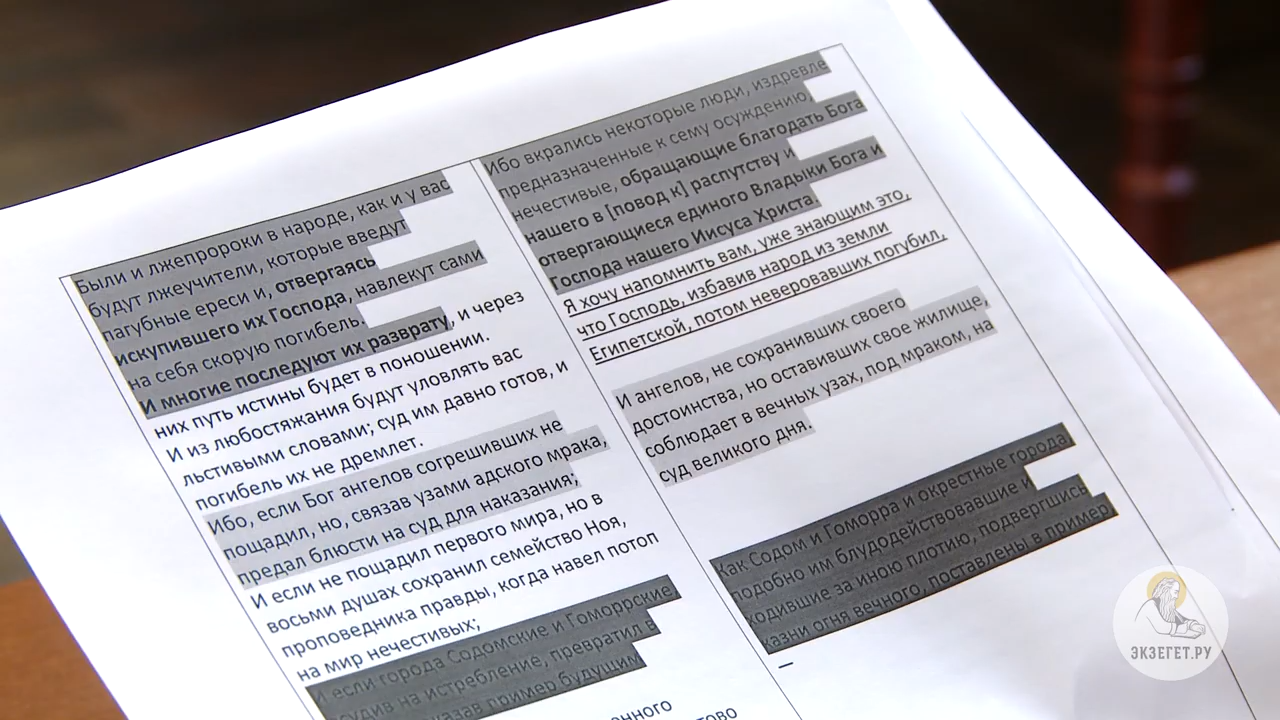 Были и лжепророки в народе, как и у вас
будут лжеучители, которые введут
пагубные ереси и, отвергаясь
искупившего их Господа, навлекут сами
на себя скорую погибель.
И многие последуют их разврату, и через
них путь истины будет в поношении.
И из любостяжания будут уловлять вас
льстивыми словами; суд им давно готов, и
погибель их не дремлет.
Ибо, если Бог ангелов согрешивших не
пощадил, но, связав узами адского мрака,
предал блюсти на суд для наказания;
И если не пощадил первого мира, но в
восьми душах сохранил семейство Ноя,
проповедника правды, когда навел потоп
на мир нечестивых;
И если города Содомские и Гоморрские,
судив на истребление, превратил в
казав пример будущим
енного
тово
Ибо вкрались некоторые люди, издревле
предназначенные к сему осуждению,
нечестивые, обращающие благодать Бога
нашего в [повод к] распутству и
отвергающиеся единого Владыки Бога и
Господа нашего Иисуса Христа.
Я хочу напомнить вам, уже знающим это,
что Господь, избавив народ из земли
Египетской, потом неверовавших погубил,
И ангелов, не сохранивших своего
достоинства, но оставивших свое жилище,
соблюдает в вечных узах, под мраком, на
суд великого дня.
Как Содом и Гоморра и окрестные города,
подобно им блудодействовавшие и
ходившие за иною плотию, подвергшись
казни огня вечного, поставлены в пример
–
ЭКЗЕГЕТ.РУ